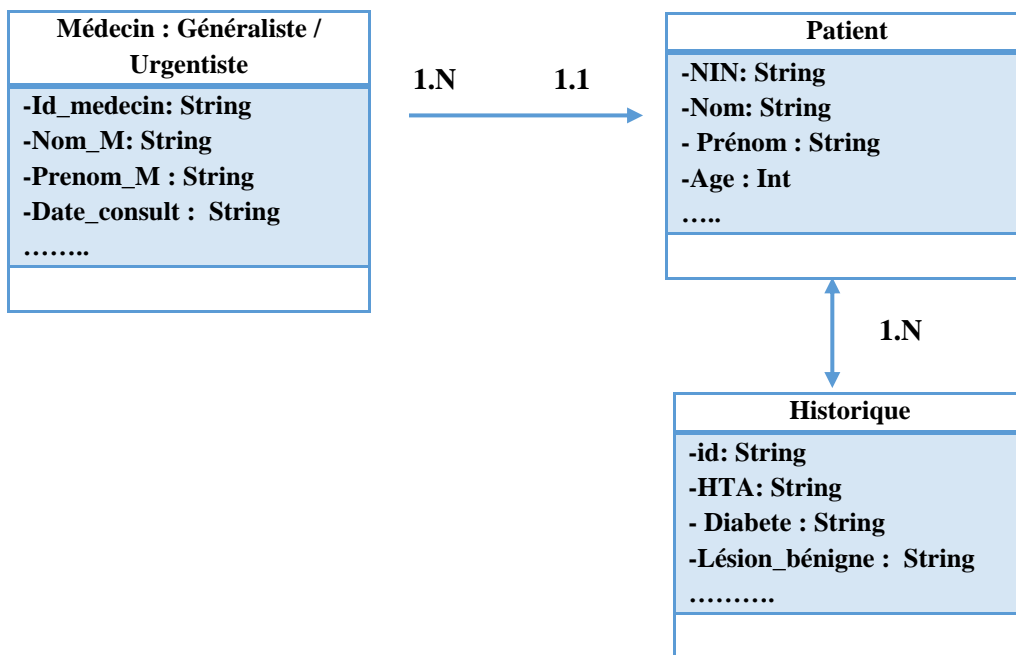 Médecin : Généraliste /
Urgentiste
-Id_medecin: String
-Nom_M: String
-Prenom_M : String
-Date_consult :  String
……..
1.N
1.1
Patient
-NIN: String
-Nom: String
- Prénom : String
-Age : Int
…..
1.N
Historique
-id: String
-HTA: String
- Diabete : String
-Lésion_bénigne :  String
……….